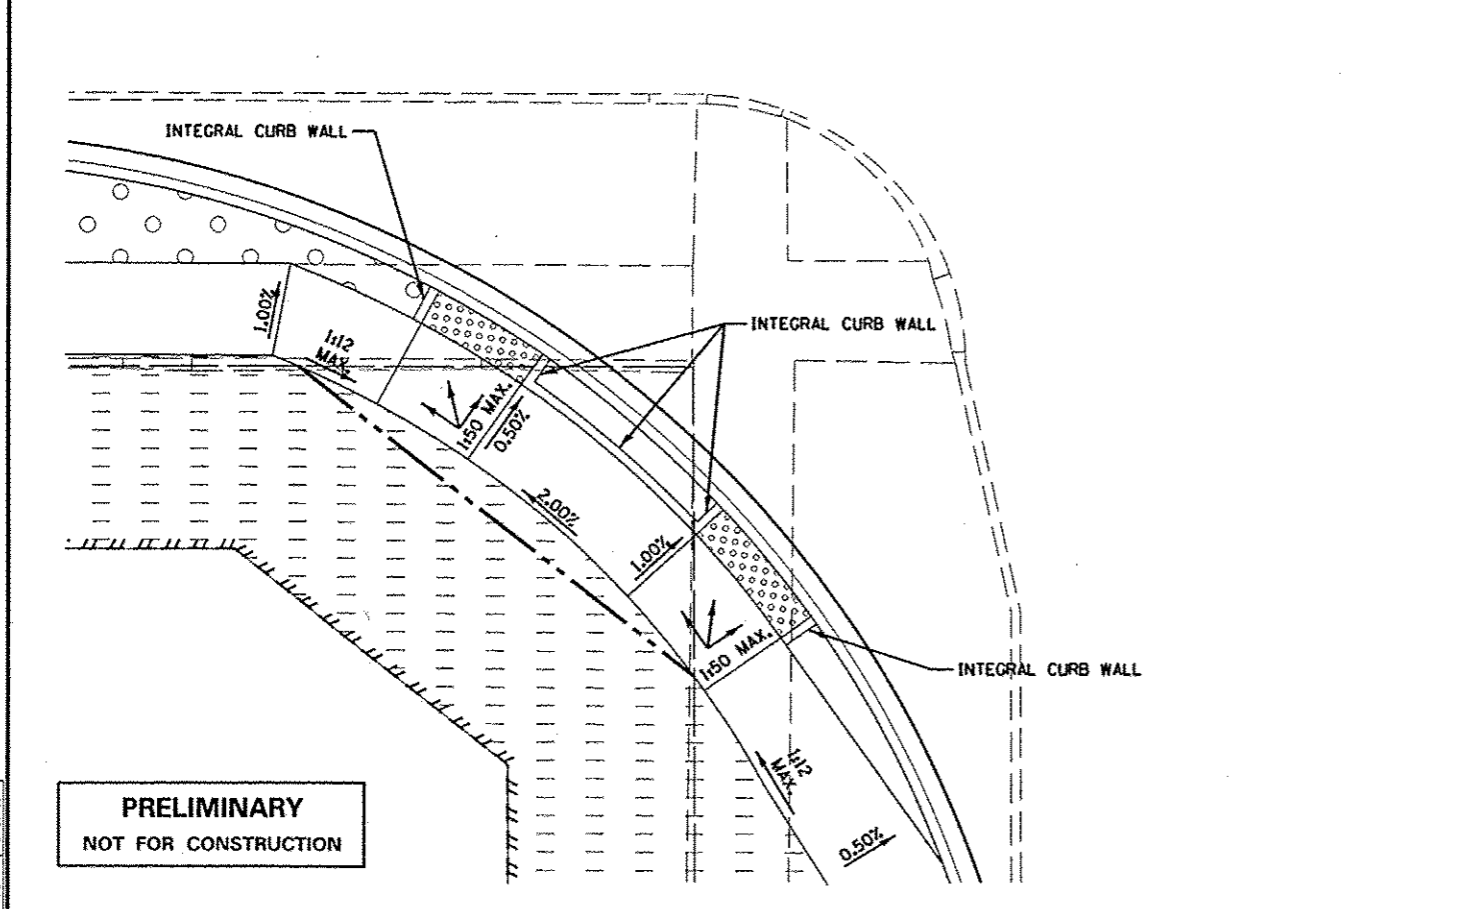 INTEGRAL CURB WALL
1.00%
1:12
MAX.
INTEGRAL CURB WALL
1:50 MAX.
0.50%
2.00%
1.00%
1:50 MAX.
INTEGRAL CURB WALL
1:12
MAX.
0.50%
PRELIMINARY
NOT FOR CONSTRUCTION